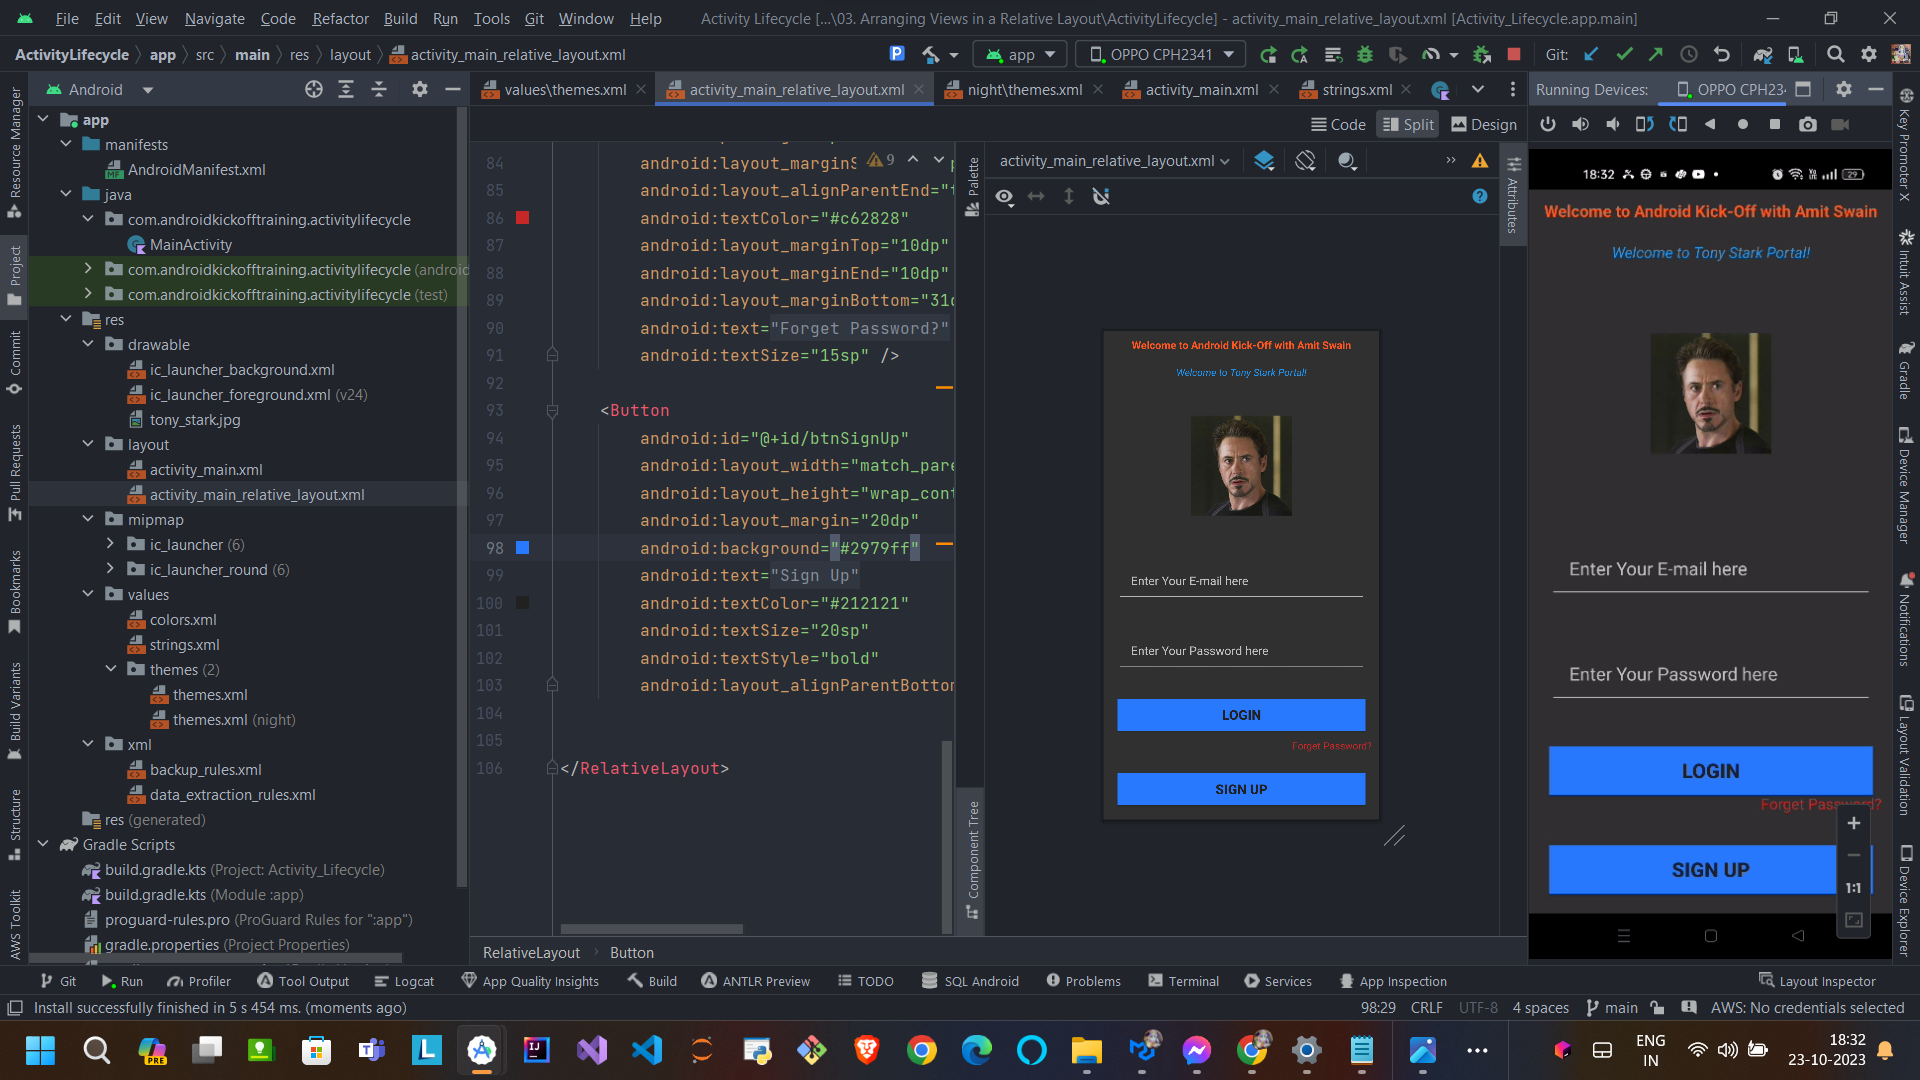 File Edit View Navigate Code Refactor Build Run Tools Git Window Help Activity Lifecycle [...\03. Arranging Views in a Relative Layout\ActivityLifecycle] - activity_main_relative_layout.xml [Activity_Lifecycle.app.main]
ActivityLifecycle app src main res layout activity_main_relative_layout.xml app OPPO CPH2341 Git:
Android
values\themes.xml activity_main_relative_layout.xml night\themes.xml activity_main.xml strings.xml
Running Devices: OPPO CPH234
Code Split Design
Resource Manager
Project
Commit
Pull Requests
Bookmarks
Build Variants
Structure
AWS Toolkit
app
manifests
AndroidManifest.xml
java
com.androidkickofftraining.activitylifecycle
MainActivity
com.androidkickofftraining.activitylifecycle (android
com.androidkickofftraining.activitylifecycle (test)
res
drawable
ic_launcher_background.xml
ic_launcher_foreground.xml (v24)
tony_stark.jpg
layout
activity_main.xml
activity_main_relative_layout.xml
mipmap
ic_launcher (6)
ic_launcher_round (6)
values
colors.xml
strings.xml
themes (2)
themes.xml
themes.xml (night)
xml
backup_rules.xml
data_extraction_rules.xml
res (generated)
Gradle Scripts
build.gradle.kts (Project: Activity_Lifecycle)
build.gradle.kts (Module :app)
proguard-rules.pro (ProGuard Rules for ":app")
gradle.properties (Project Properties)
9
84 android:layout_marginS
85 android:layout_alignParentEnd="t
86 android:textColor="#c62828"
87 android:layout_marginTop="10dp"
88 android:layout_marginEnd="10dp"
89 android:layout_marginBottom="31d
90 android:text="Forget Password?"
91 android:textSize="15sp" />
92
93 <Button
94 android:id="@+id/btnSignUp"
95 android:layout_width="match_pare
96 android:layout_height="wrap_cont
97 android:layout_margin="20dp"
98 android:background="#2979ff"
99 android:text="Sign Up"
100 android:textColor="#212121"
101 android:textSize="20sp"
102 android:textStyle="bold"
103 android:layout_alignParentBottom
104
105
106 </RelativeLayout>
RelativeLayout Button
Palette
Component Tree
activity_main_relative_layout.xml
Attributes
Welcome to Android Kick-Off with Amit Swain
Welcome to Tony Stark Portal!
Enter Your E-mail here
Enter Your Password here
LOGIN
Forget Password?
SIGN UP
18:32 29
Welcome to Android Kick-Off with Amit Swain
Welcome to Tony Stark Portal!
Enter Your E-mail here
Enter Your Password here
LOGIN
Forget Password?
SIGN UP
1:1
Key Promoter X
Intuit Assist
Gradle
Device Manager
Notifications
Layout Validation
Device Explorer
Git Run Profiler Tool Output Logcat App Quality Insights Build ANTLR Preview TODO SQL Android Problems Terminal Services App Inspection Layout Inspector
Install successfully finished in 5 s 454 ms. (moments ago) 98:29 CRLF UTF-8 4 spaces main AWS: No credentials selected
PRE
ENG
IN
18:32
23-10-2023